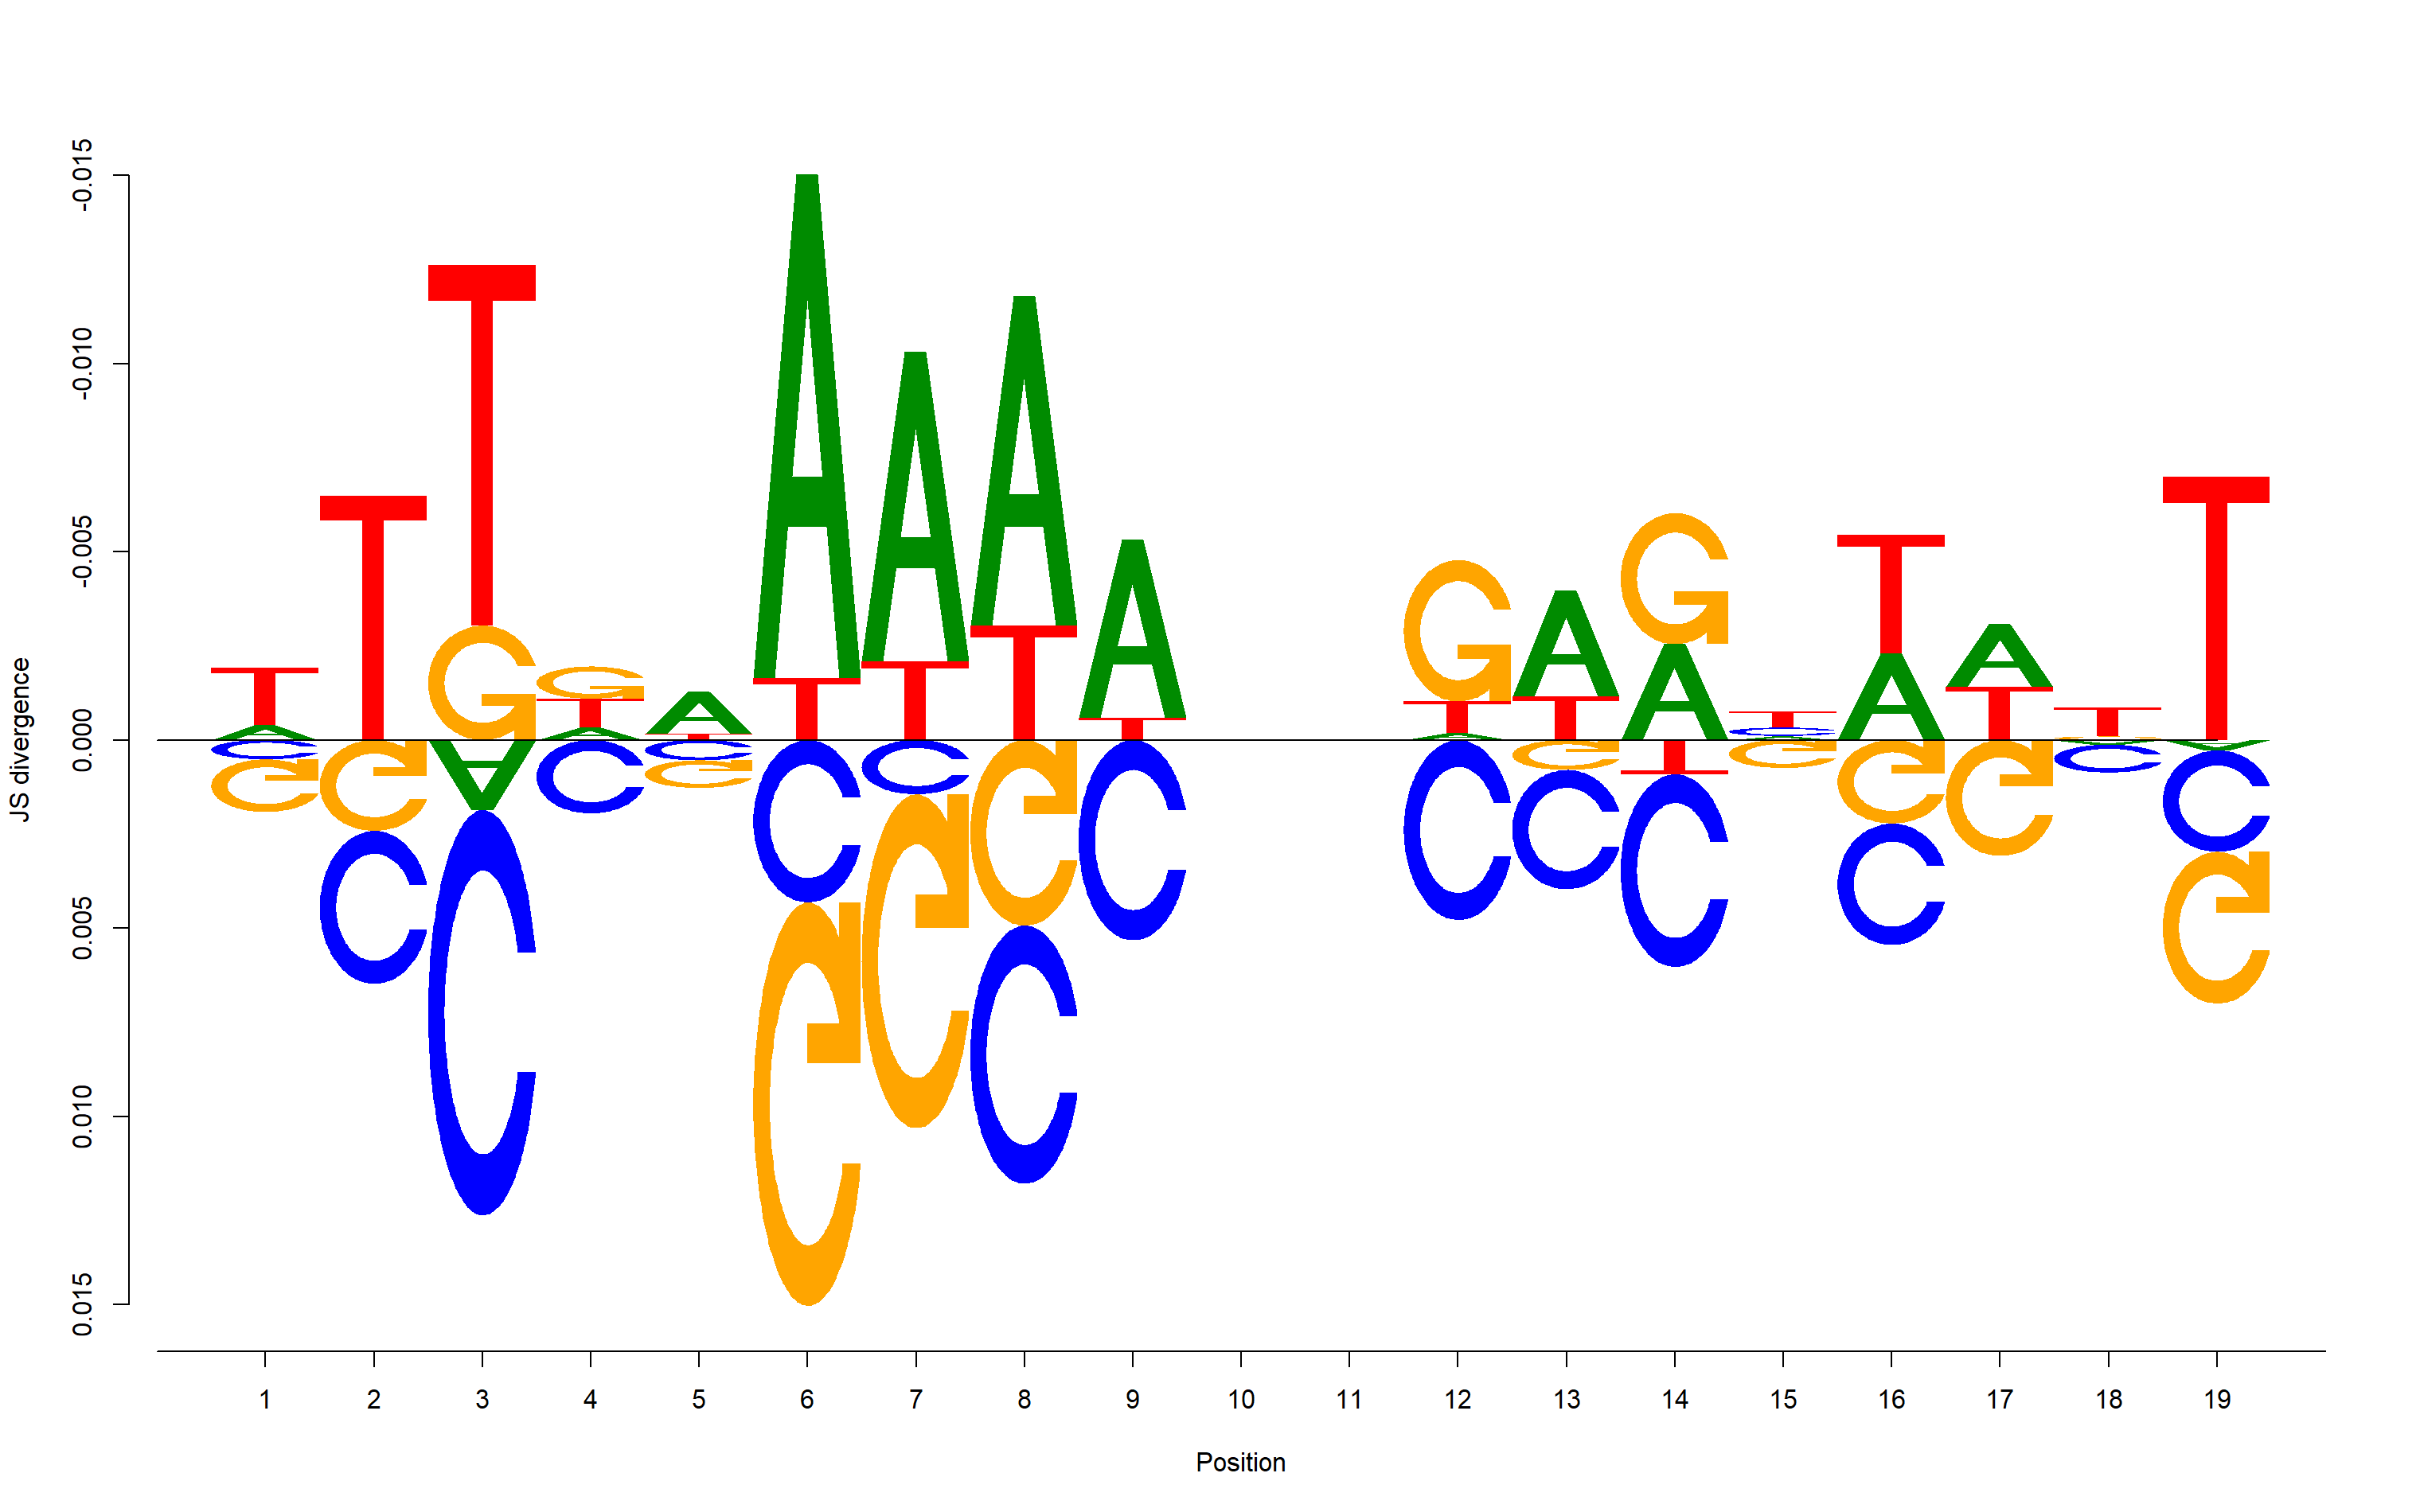 JS divergence
-0.015
-0.010
-0.005
0.000
0.005
0.010
0.015
T T T G A A A A A G A G T T A T T
A G T T T T T T T A A C A T
A A A
C G A C C C C G C C G T G G G C C
G C C G G G C C C C G
1 2 3 4 5 6 7 8 9 10 11 12 13 14 15 16 17 18 19
Position